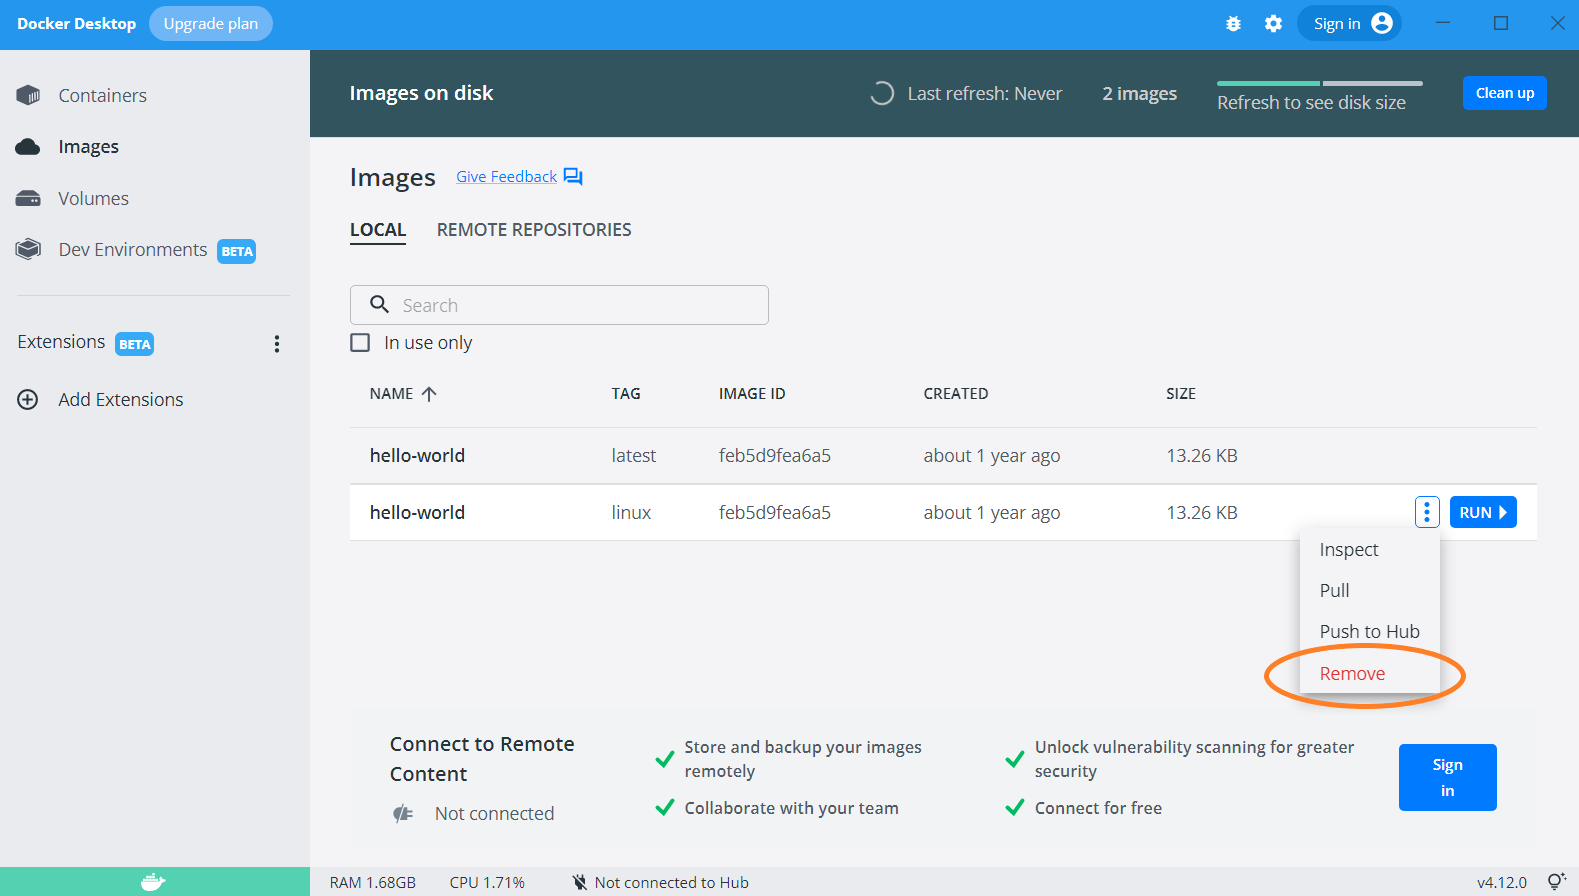 Docker Desktop Upgrade plan Sign in
Containers
Images
Volumes
Dev Environments BETA
Extensions BETA
Add Extensions
Images on disk Last refresh: Never 2 images Refresh to see disk size Clean up
Images Give Feedback
LOCAL REMOTE REPOSITORIES
Search
In use only
NAME TAG IMAGE ID CREATED SIZE
hello-world latest feb5d9fea6a5 about 1 year ago 13.26 KB
hello-world linux feb5d9fea6a5 about 1 year ago 13.26 KB RUN
Inspect
Pull
Push to Hub
Remove
Connect to Remote
Content
Not connected
Store and backup your images
remotely
Collaborate with your team
Unlock vulnerability scanning for greater
security
Connect for free
Sign
in
RAM 1.68GB CPU 1.71% Not connected to Hub v4.12.0